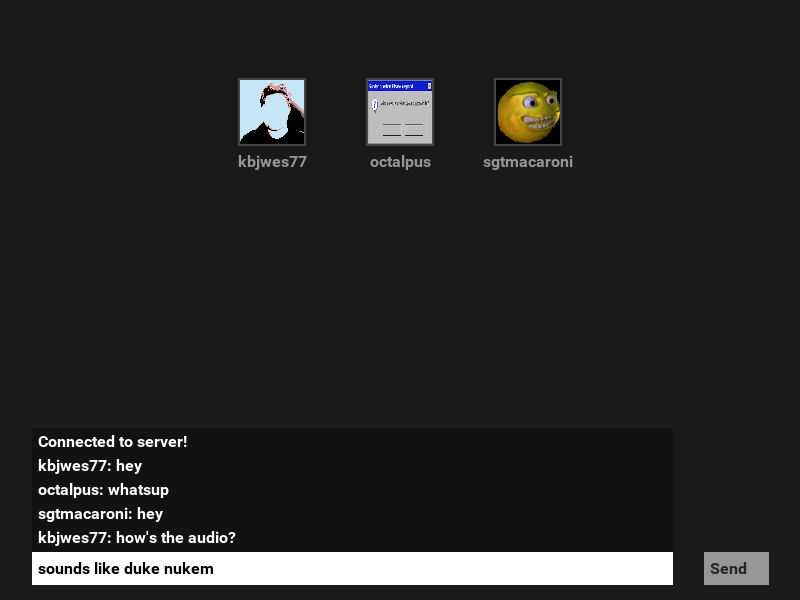 kbjwes77
octalpus
sgtmacaroni
Connected to server!
kbjwes77: hey
octalpus: whatsup
sgtmacaroni: hey
kbjwes77: how's the audio?
sounds like duke nukem
Send